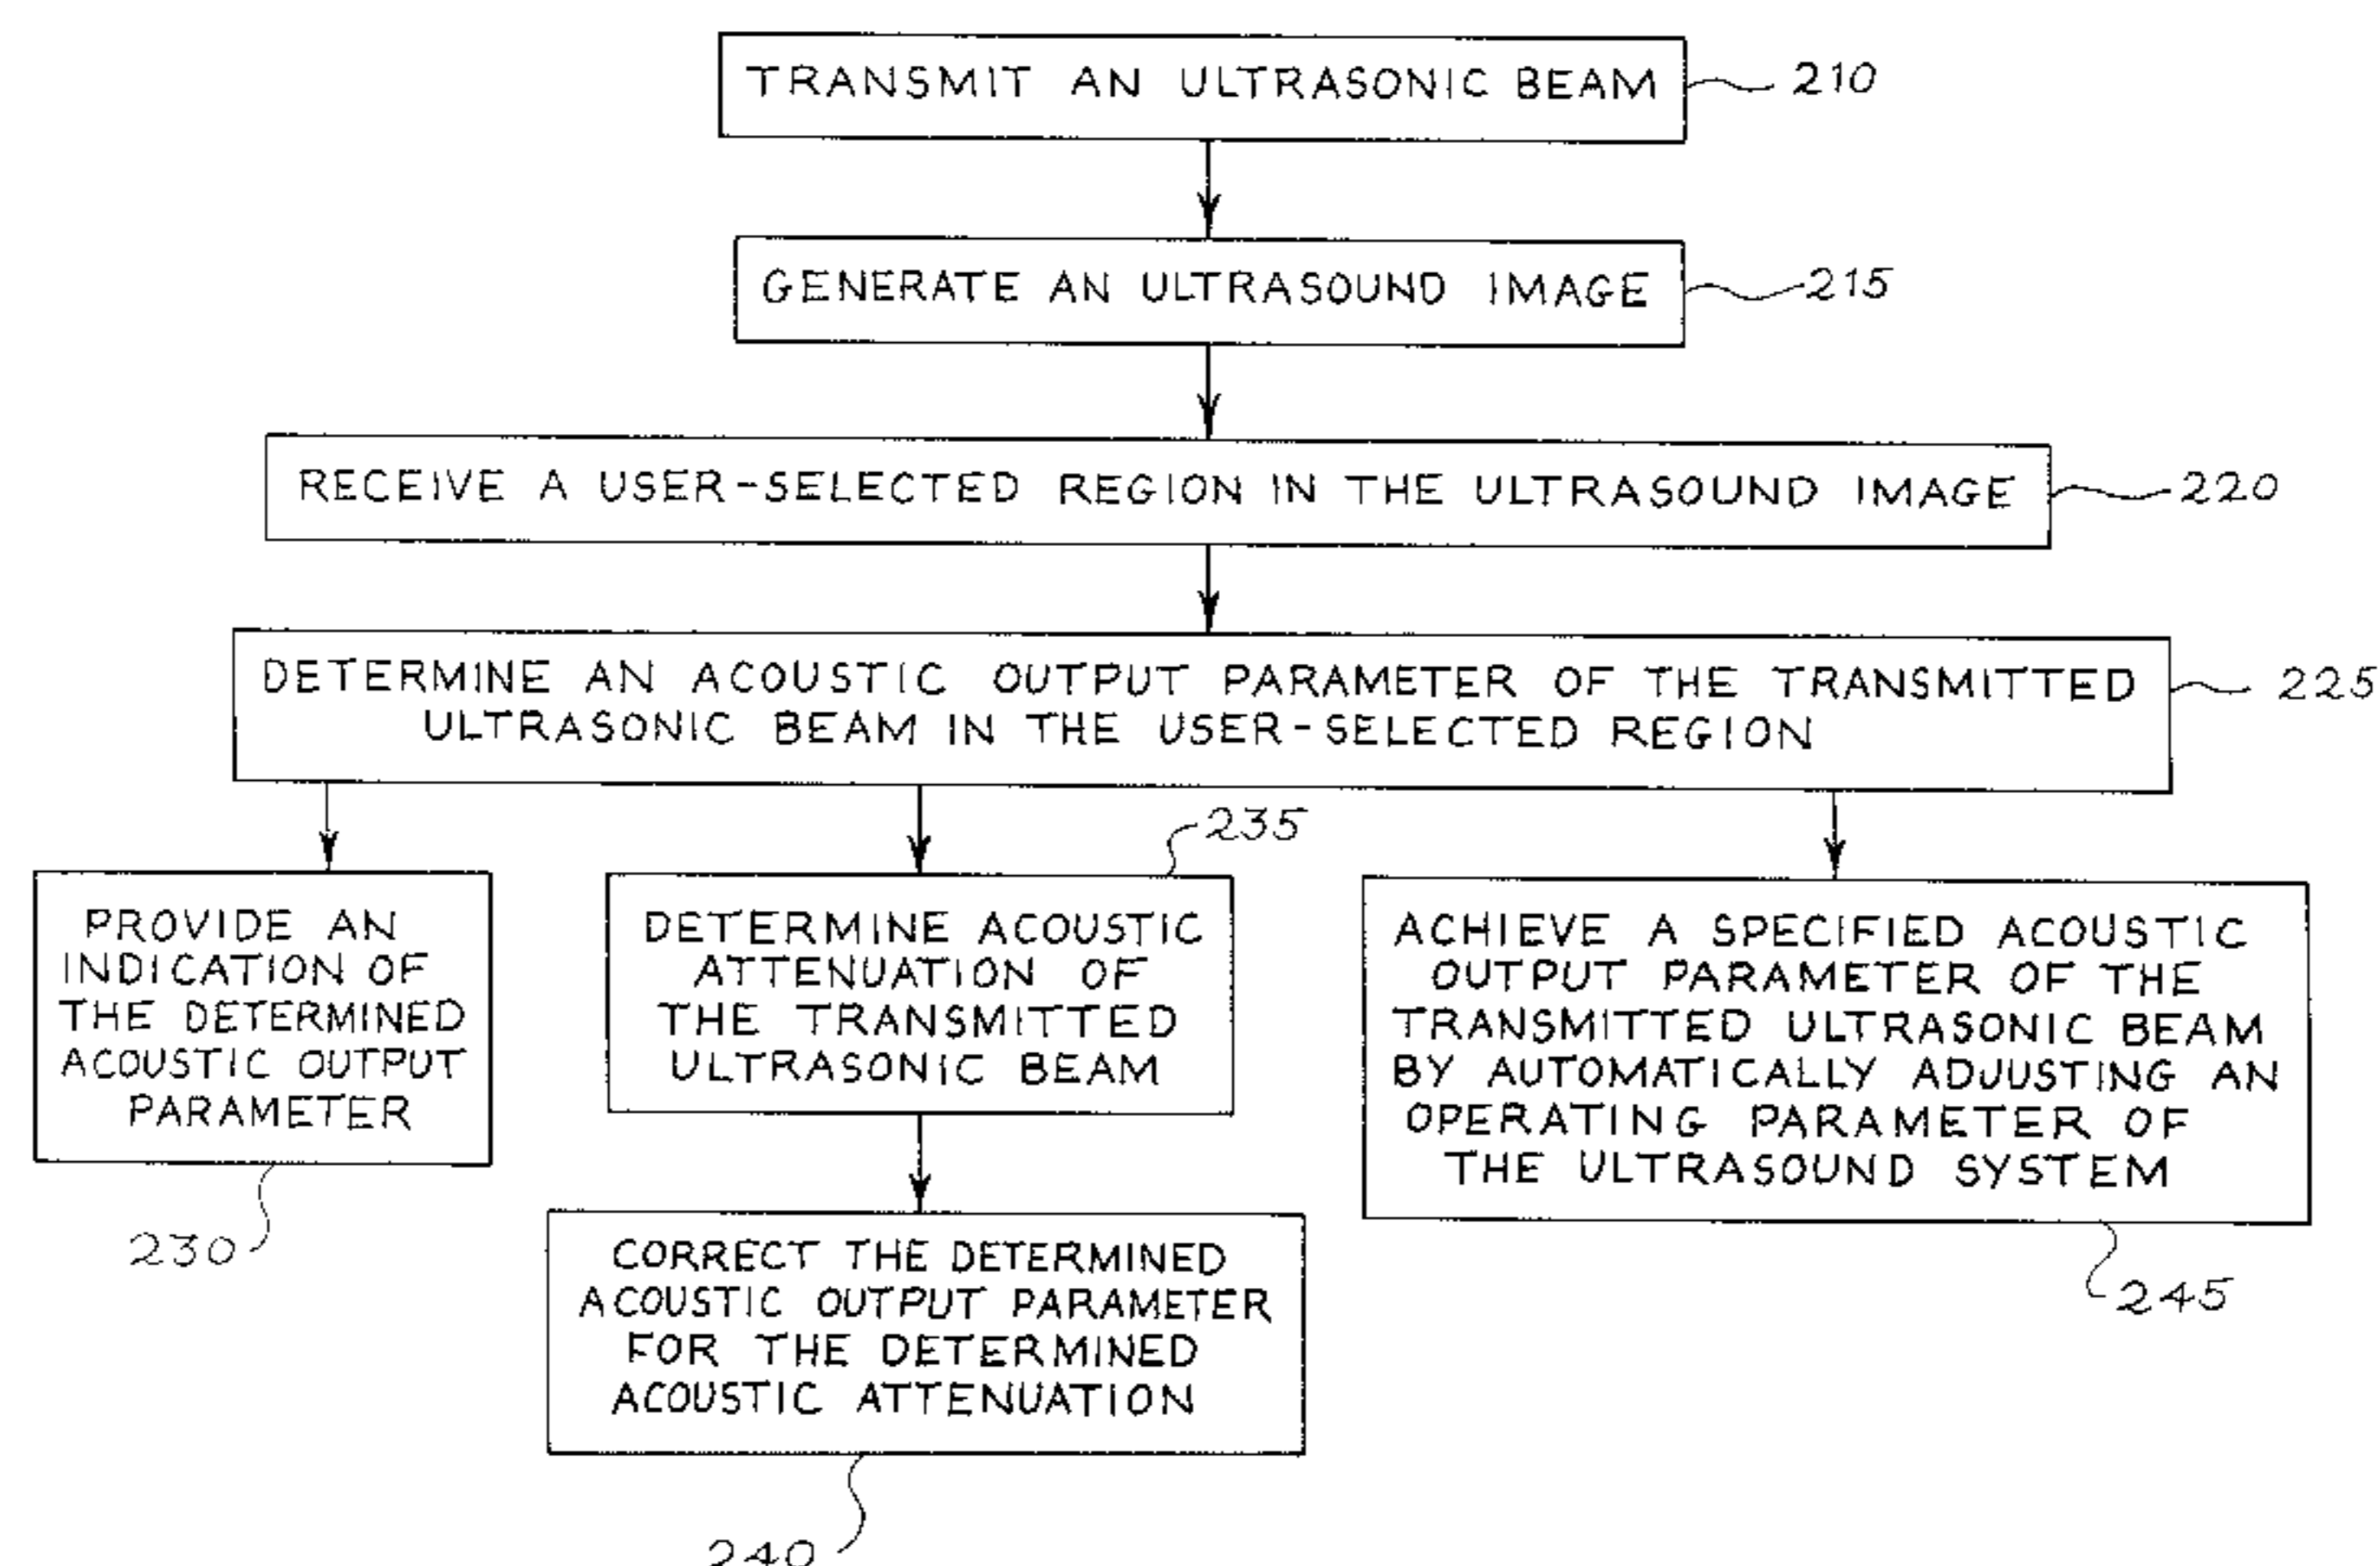 TRANSMIT AN ULTRASONIC BEAM
210
GENERATE AN ULTRASOUND IMAGE
215
RECEIVE A USER-SELECTED REGION IN THE ULTRASOUND IMAGE
220
DETERMINE AN ACOUSTIC OUTPUT PARAMETER OF THE TRANSMITTED
ULTRASONIC BEAM IN THE USER-SELECTED REGION
225
PROVIDE AN
INDICATION OF
THE DETERMINED
ACOUSTIC OUTPUT
PARAMETER
230
235
DETERMINE ACOUSTIC
ATTENUATION OF
THE TRANSMITTED
ULTRASONIC BEAM
CORRECT THE DETERMINED
ACOUSTIC OUTPUT PARAMETER
FOR THE DETERMINED
ACOUSTIC ATTENUATION
240
ACHIEVE A SPECIFIED ACOUSTIC
OUTPUT PARAMETER OF THE
TRANSMITTED ULTRASONIC BEAM
BY AUTOMATICALLY ADJUSTING AN
OPERATING PARAMETER OF
THE ULTRASOUND SYSTEM
245